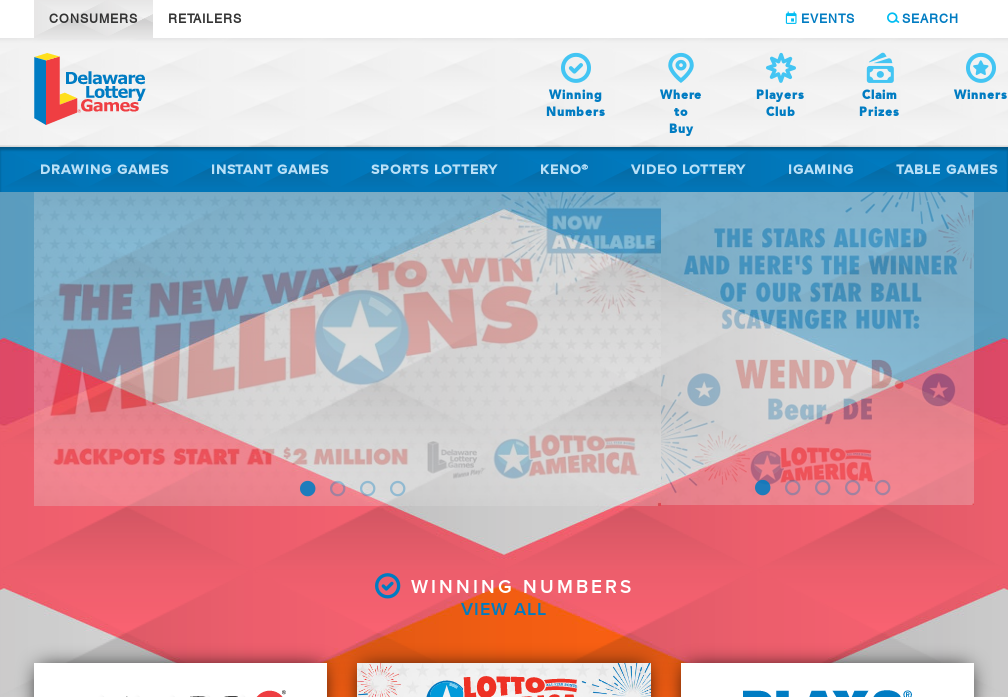 CONSUMERS RETAILERS EVENTS SEARCH
Delaware
Lottery
Games
Winning
Numbers
Where
to
Buy
Players
Club
Claim
Prizes
Winners
DRAWING GAMES INSTANT GAMES SPORTS LOTTERY KENO® VIDEO LOTTERY IGAMING TABLE GAMES
NOW
AVAILABLE
THE NEW WAY TO WIN
MILLIONS
JACKPOTS START AT $2 MILLION
Delaware
Lottery
Games
LOTTO
AMERICA
THE STARS ALIGNED
AND HERE'S THE WINNER
OF OUR STAR BALL
SCAVENGER HUNT:
WENDY D.
Bear, DE
LOTTO
AMERICA
WINNING NUMBERS
VIEW ALL
LOTTO